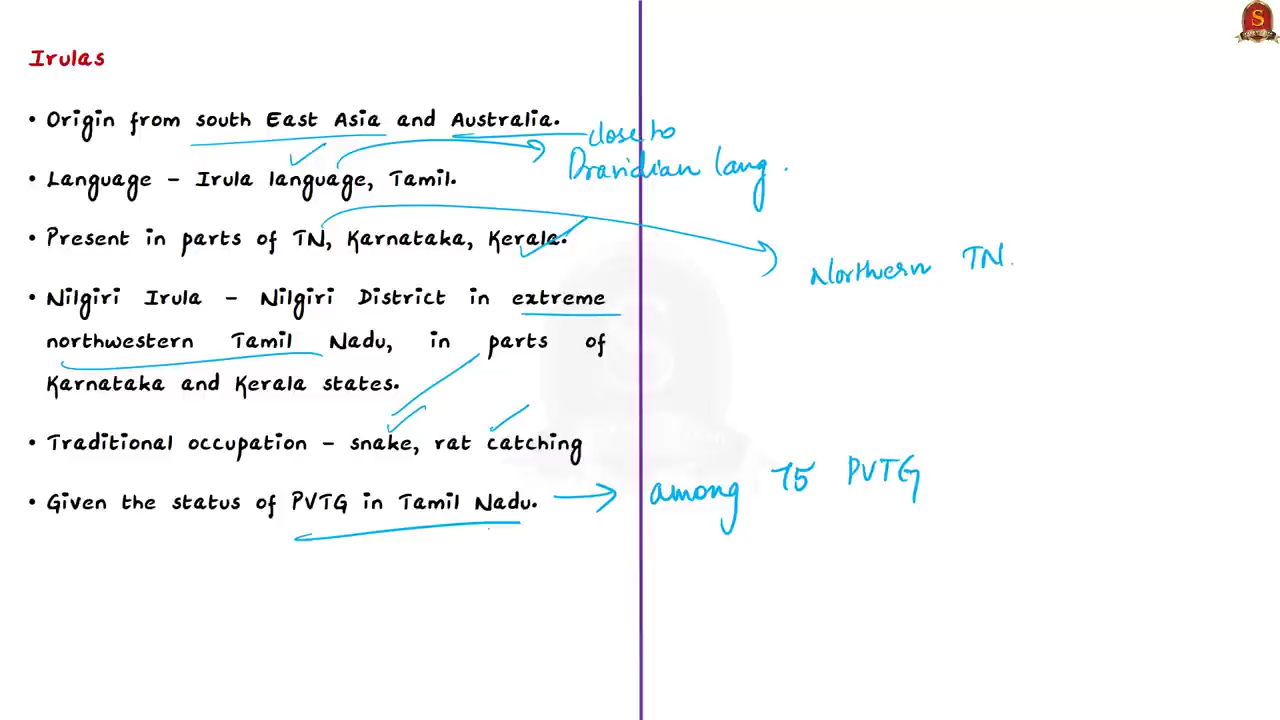 Irulas
• Origin from south East Asia and Australia.
close to
Dravidian lang.
• Language - Irula language, Tamil.
• Present in parts of TN, Karnataka, Kerala.
Northern TN.
• Nilgiri Irula - Nilgiri District in extreme
northwestern Tamil Nadu, in parts of
Karnataka and Kerala states.
• Traditional occupation - snake, rat catching
• Given the status of PVTG in Tamil Nadu.
among 75 PVTG